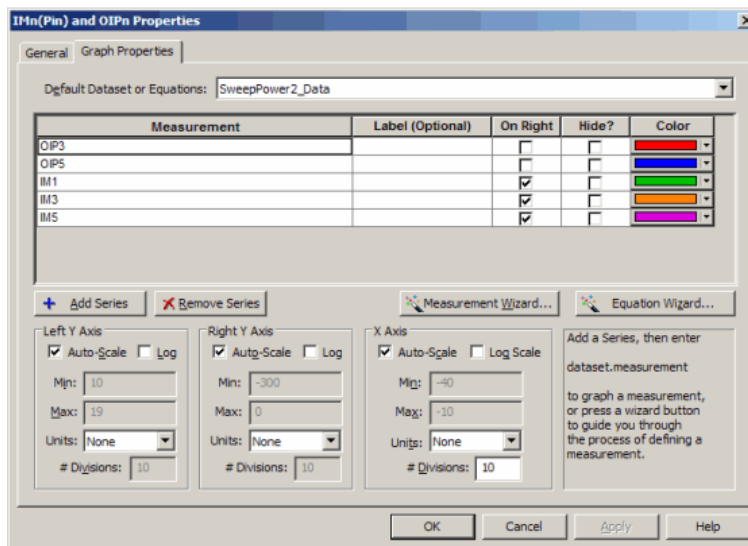 IMn(Pin) and OIPn Properties
General Graph Properties
Default Dataset or Equations: SweepPower2_Data
Measurement Label (Optional) On Right Hide? Color
OIP3
OIP5
IM1
IM3
IM5
Add Series Remove Series Measurement Wizard... Equation Wizard...
Left Y Axis
Auto-Scale Log
Min: 10
Max: 19
Units: None
# Divisions: 10
Right Y Axis
Auto-Scale Log
Min: -300
Max: 0
Units: None
# Divisions: 10
X Axis
Auto-Scale Log Scale
Min: -40
Max: -10
Units: None
# Divisions: 10
Add a Series, then enter
dataset.measurement
to graph a measurement,
or press a wizard button
to guide you through
the process of defining a
measurement.
OK Cancel Apply Help